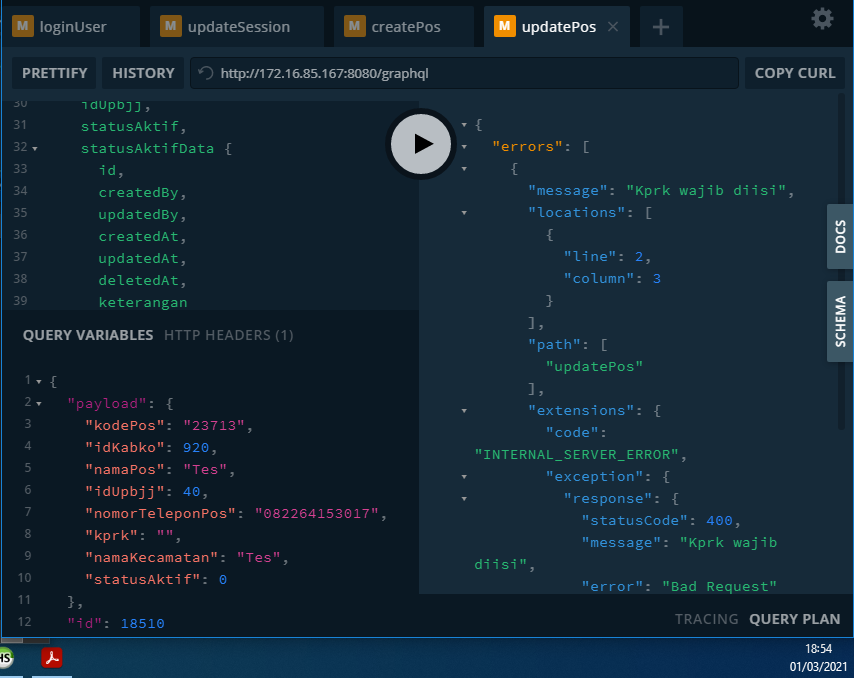 M loginUser M updateSession M createPos M updatePos
PRETTIFY HISTORY http://172.16.85.167:8080/graphql COPY CURL
30 idUpbjj,
31 statusAktif,
32 statusAktifData {
33 id,
34 createdBy,
35 updatedBy,
36 createdAt,
37 updatedAt,
38 deletedAt,
39 keterangan
QUERY VARIABLES HTTP HEADERS (1)
1 {
2 "payload": {
3 "kodePos": "23713",
4 "idKabko": 920,
5 "namaPos": "Tes",
6 "idUpbjj": 40,
7 "nomorTeleponPos": "082264153017",
8 "kprk": "",
9 "namaKecamatan": "Tes",
10 "statusAktif": 0
11 },
12 "id": 18510
{
"errors": [
{
"message": "Kprk wajib diisi",
"locations": [
{
"line": 2,
"column": 3
}
],
"path": [
"updatePos"
],
"extensions": {
"code":
"INTERNAL_SERVER_ERROR",
"exception": {
"response": {
"statusCode": 400,
"message": "Kprk wajib
diisi",
"error": "Bad Request"
DOCS
SCHEMA
TRACING QUERY PLAN
HS
18:54
01/03/2021